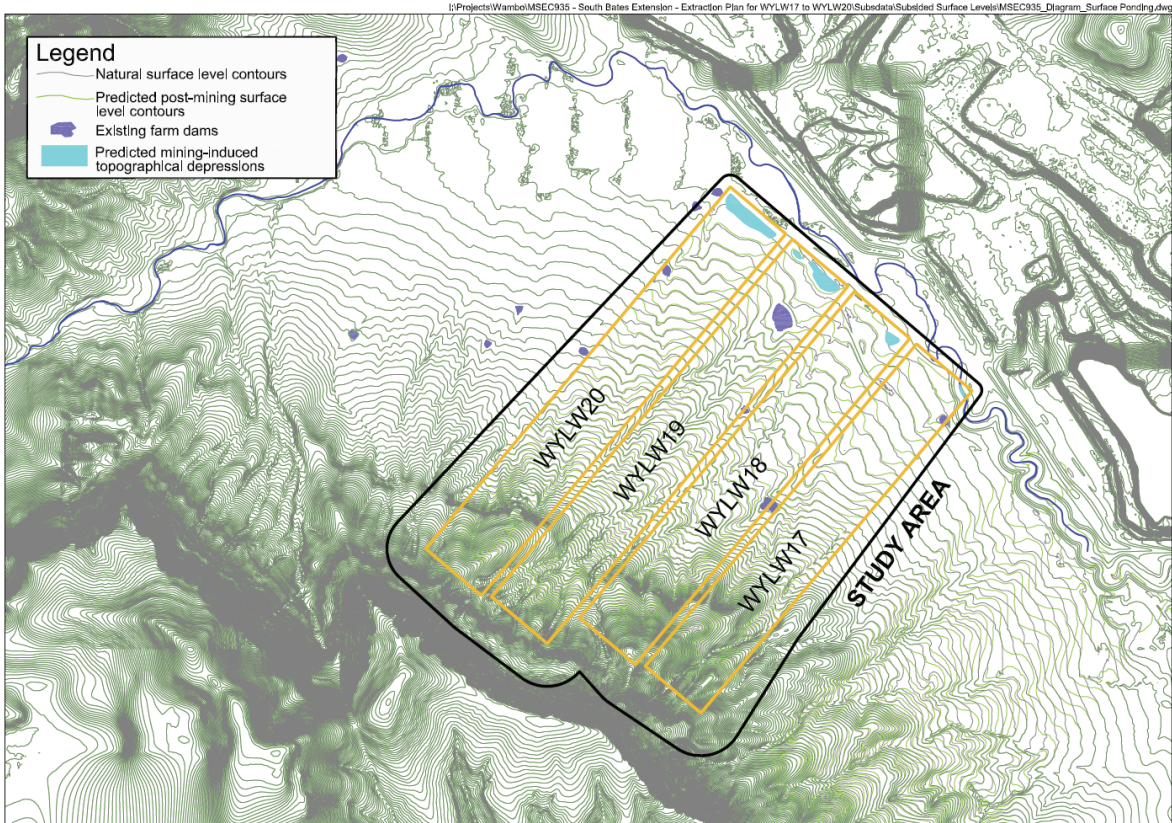 I:\Projects\Wambo\MSEC935 - South Bates Extension - Extraction Plan for WYLW17 to WYLW20\Subsdata\Subsided Surface Levels\MSEC935_Diagram_Surface Ponding.dwg
Legend
Natural surface level contours
Predicted post-mining surface
level contours
Existing farm dams
Predicted mining-induced
topographical depressions
WYLW20
WYLW19
WYLW18
WYLW17
STUDY AREA